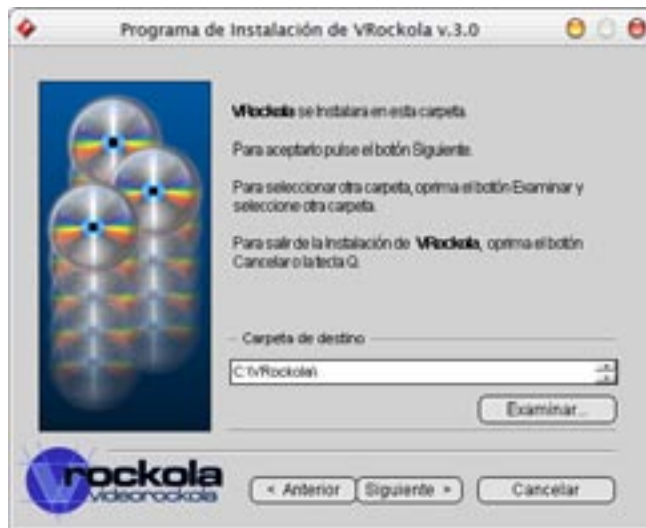 Programa de Instalación de VRockola v.3.0
VRockola se Instalara en esta carpeta.
Para aceptarlo pulse el botón Siguiente.
Para seleccionar otra carpeta, oprima el botón Examinar y
seleccione otra carpeta.
Para salir de la Instalación de VRockola, oprima el botón
Cancelar o la tecla Q.
Carpeta de destino
C:\VRockola\
Examinar...
Vrockola
videorockola
< Anterior
Siguiente >
Cancelar